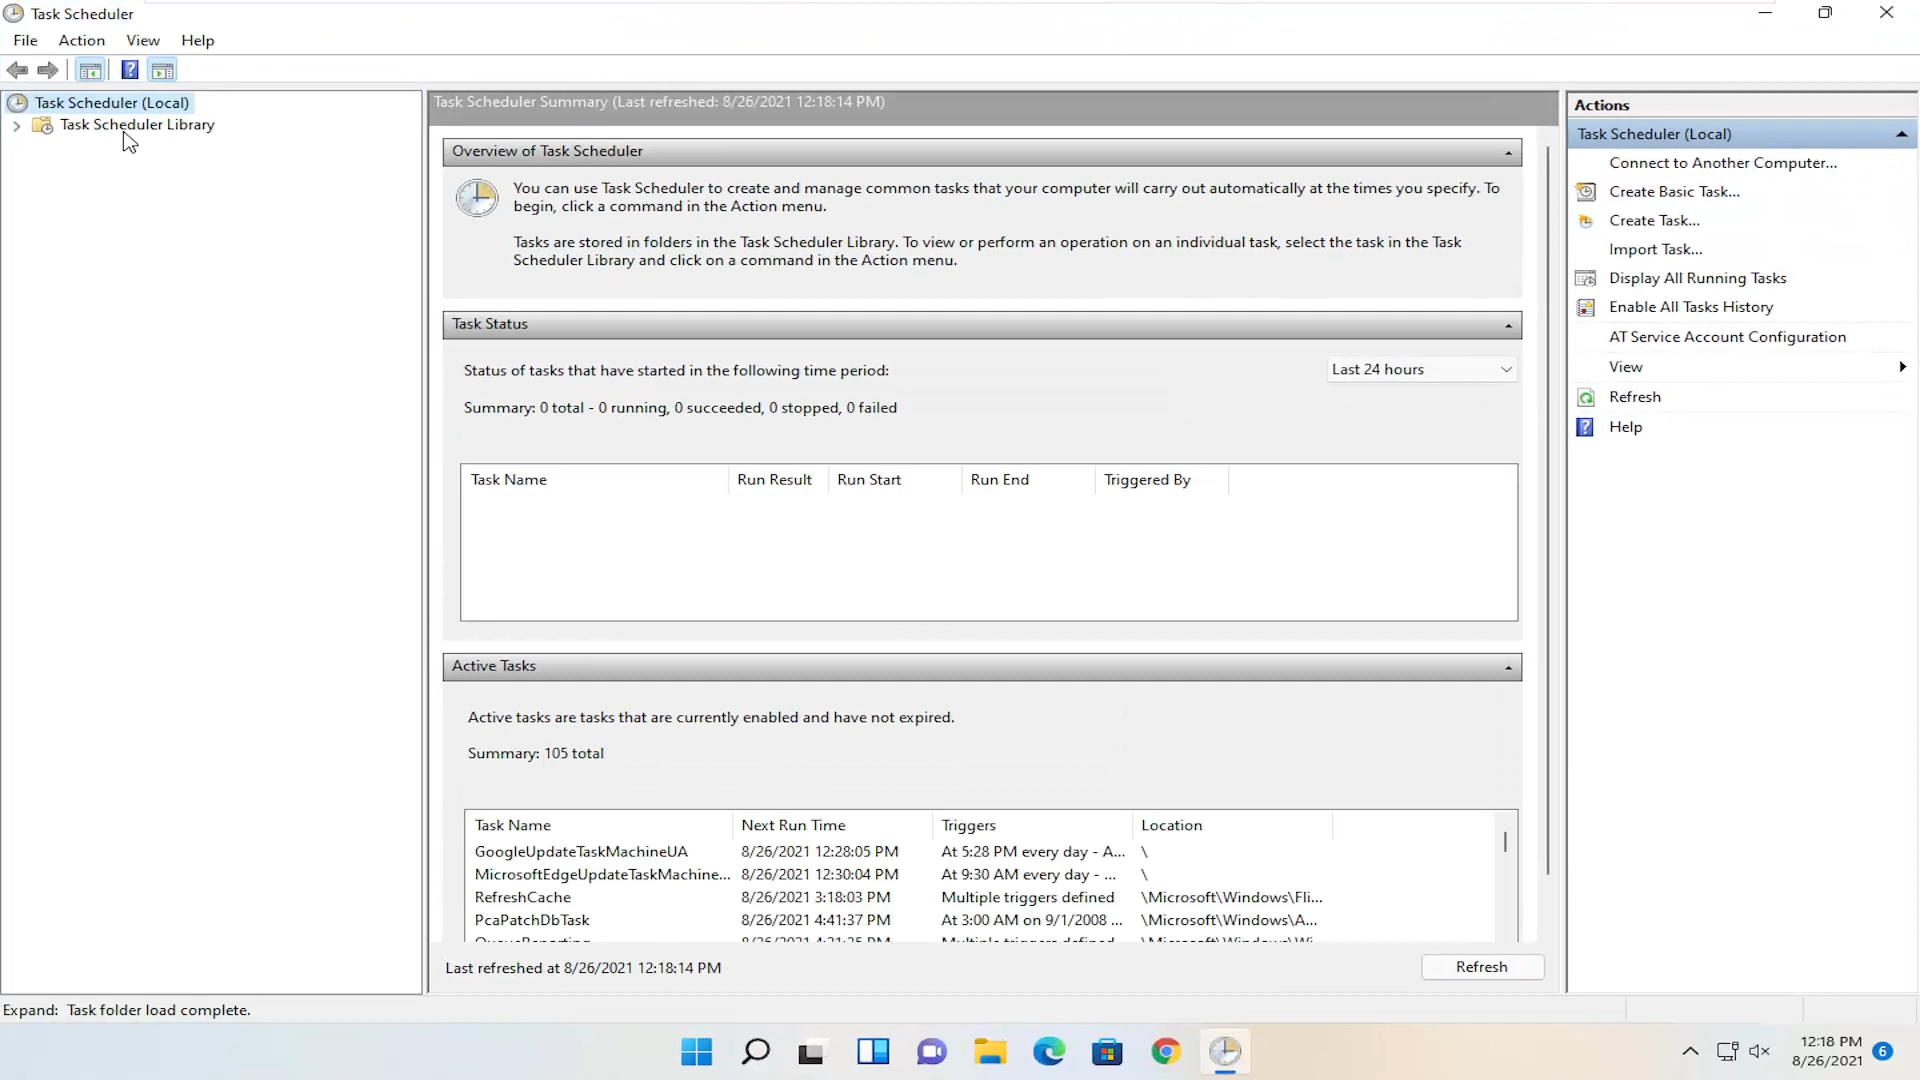 Task Scheduler
File Action View Help
Task Scheduler (Local)
Task Scheduler Library
Task Scheduler Summary (Last refreshed: 8/26/2021 12:18:14 PM)
Overview of Task Scheduler
You can use Task Scheduler to create and manage common tasks that your computer will carry out automatically at the times you specify. To
begin, click a command in the Action menu.
Tasks are stored in folders in the Task Scheduler Library. To view or perform an operation on an individual task, select the task in the Task
Scheduler Library and click on a command in the Action menu.
Task Status
Status of tasks that have started in the following time period:
Last 24 hours
Summary: 0 total - 0 running, 0 succeeded, 0 stopped, 0 failed
Task Name Run Result Run Start Run End Triggered By
Active Tasks
Active tasks are tasks that are currently enabled and have not expired.
Summary: 105 total
Task Name Next Run Time Triggers Location
GoogleUpdateTaskMachineUA 8/26/2021 12:28:05 PM At 5:28 PM every day - A... \
MicrosoftEdgeUpdateTaskMachine... 8/26/2021 12:30:04 PM At 9:30 AM every day - ... \
RefreshCache 8/26/2021 3:18:03 PM Multiple triggers defined \Microsoft\Windows\Fli...
PcaPatchDbTask 8/26/2021 4:41:37 PM At 3:00 AM on 9/1/2008 ... \Microsoft\Windows\A...
Last refreshed at 8/26/2021 12:18:14 PM
Refresh
Actions
Task Scheduler (Local)
Connect to Another Computer...
Create Basic Task...
Create Task...
Import Task...
Display All Running Tasks
Enable All Tasks History
AT Service Account Configuration
View
Refresh
Help
Expand: Task folder load complete.
12:18 PM
8/26/2021
6